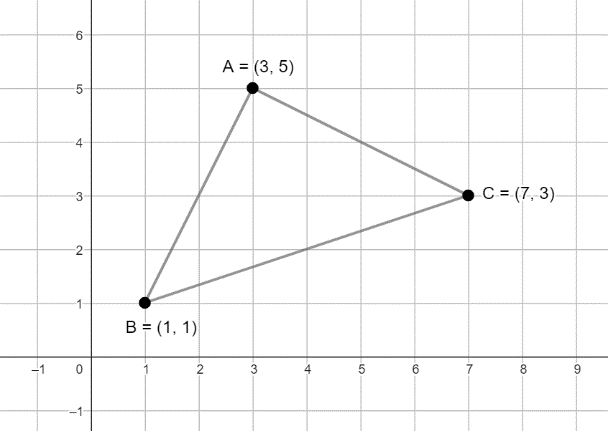 6
A = (3, 5)
5
4
3
C = (7, 3)
2
1
B = (1, 1)
–1 0 1 2 3 4 5 6 7 8 9
–1